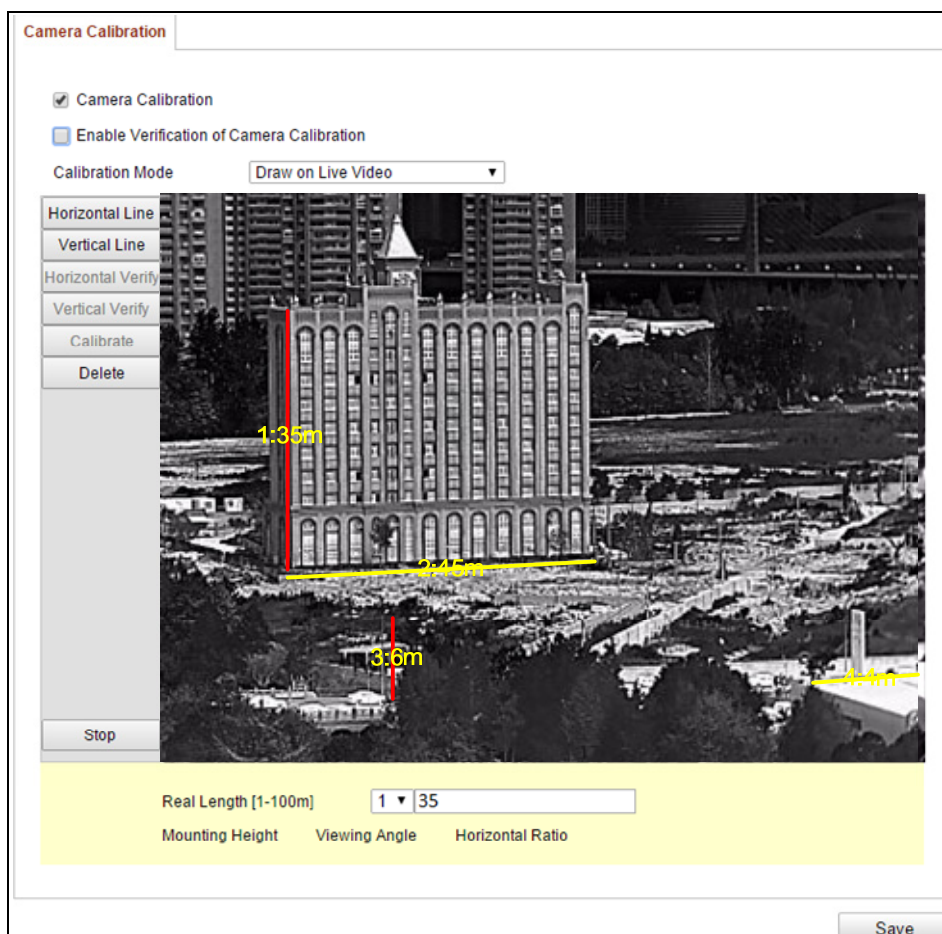 Camera Calibration
Camera Calibration
Enable Verification of Camera Calibration
Calibration Mode Draw on Live Video
Horizontal Line
Vertical Line
Horizontal Verify
Vertical Verify
Calibrate
Delete
1:35m
2:45m
3:6m
4:4m
Stop
Real Length [1-100m] 1 35
Mounting Height Viewing Angle Horizontal Ratio
Save